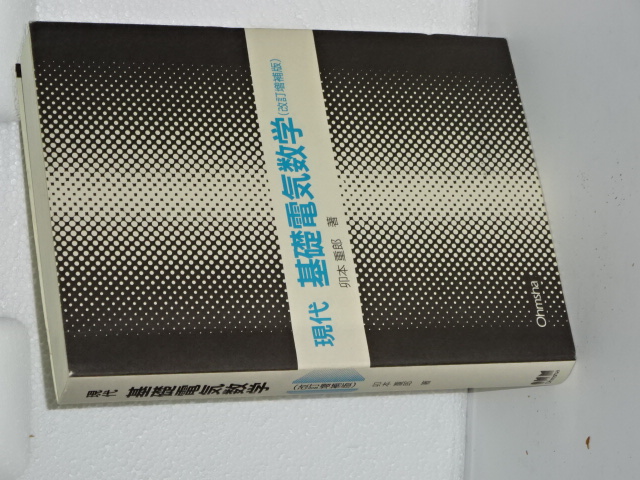 現代 基礎電気数学(改訂増補版)
卯本 重郎 著
Ohmsha
現代 基礎電気数学 (改訂増補版) 卯本 重郎 著